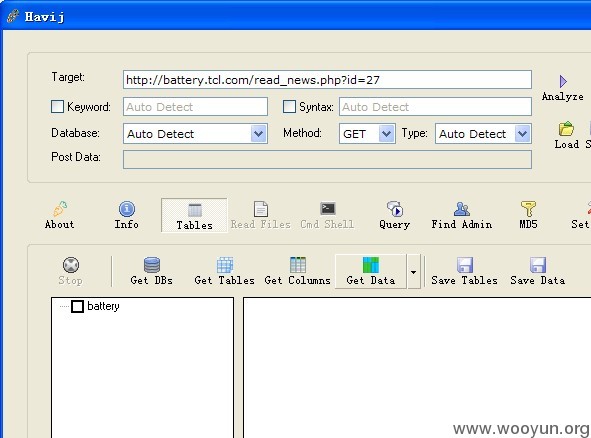 Havij
Target: http://battery.tcl.com/read_news.php?id=27
Analyze
Keyword: Auto Detect Syntax: Auto Detect
Database: Auto Detect Method: GET Type: Auto Detect
Load S
Post Data:
About Info Tables Read Files Cmd Shell Query Find Admin MD5 Set
Stop Get DBs Get Tables Get Columns Get Data Save Tables Save Data
battery
www.wooyun.org